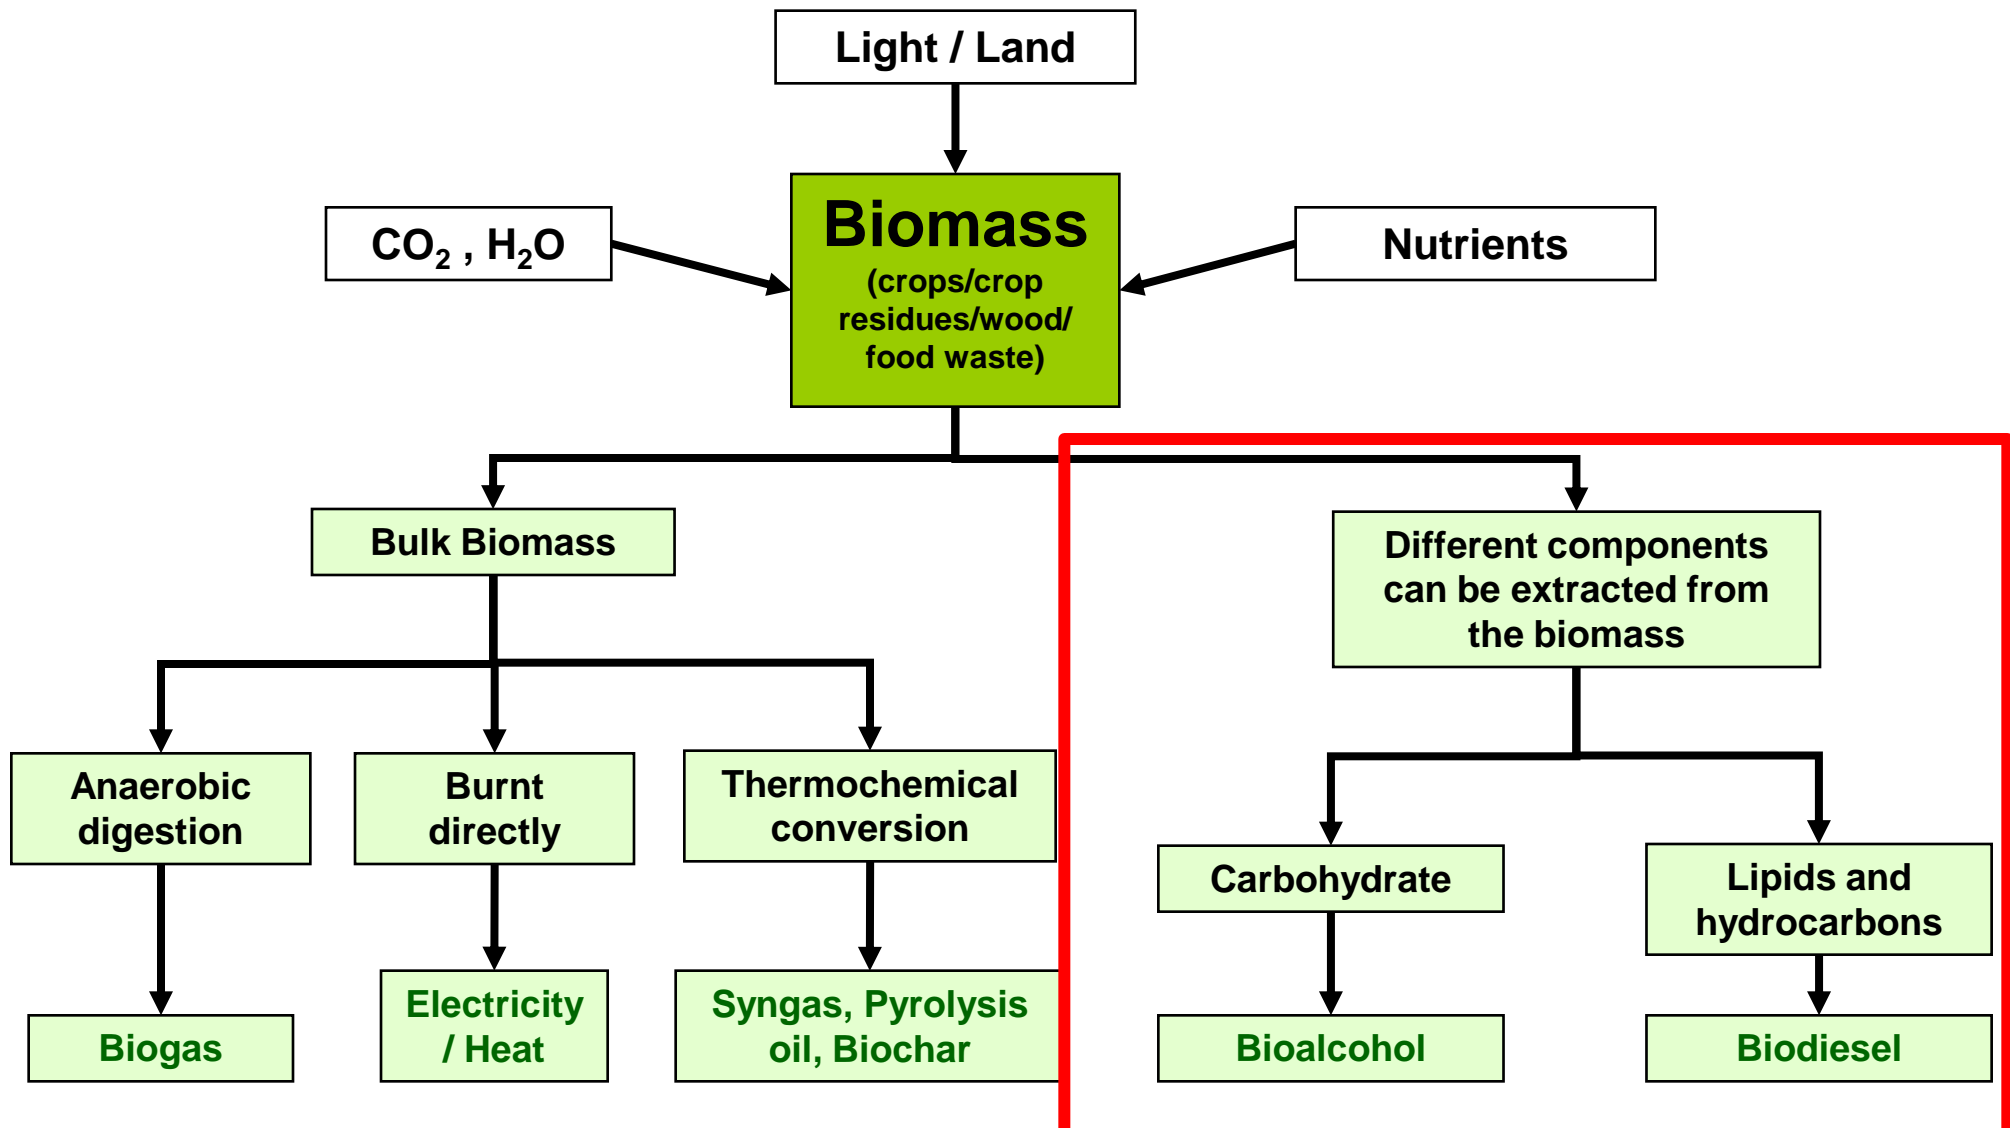 Light / Land
CO₂ , H₂O
Biomass
(crops/crop
residues/wood/
food waste)
Nutrients
Bulk Biomass
Different components
can be extracted from
the biomass
Anaerobic
digestion
Burnt
directly
Thermochemical
conversion
Carbohydrate
Lipids and
hydrocarbons
Biogas
Electricity
/ Heat
Syngas, Pyrolysis
oil, Biochar
Bioalcohol
Biodiesel